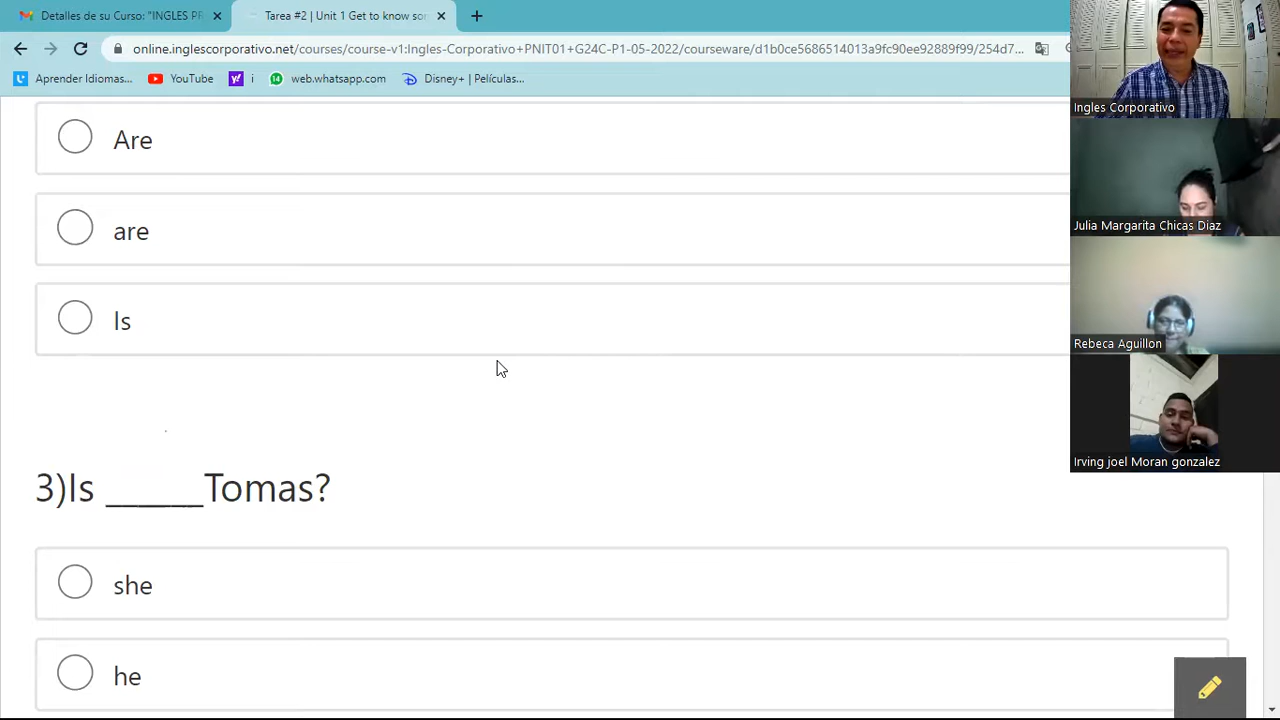 Detalles de su Curso: "INGLES PR
Tarea #2 | Unit 1 Get to know son
online.inglescorporativo.net/courses/course-v1:Ingles-Corporativo+PNIT01+G24C-P1-05-2022/courseware/d1b0ce5686514013a9fc90ee92889f99/254d7...
Aprender Idiomas...
YouTube
i
web.whatsapp.com
Disney+ | Películas,...
Are
are
Is
3)Is ______Tomas?
she
he
Ingles Corporativo
Julia Margarita Chicas Diaz
Rebeca Aguillon
Irving joel Moran gonzalez